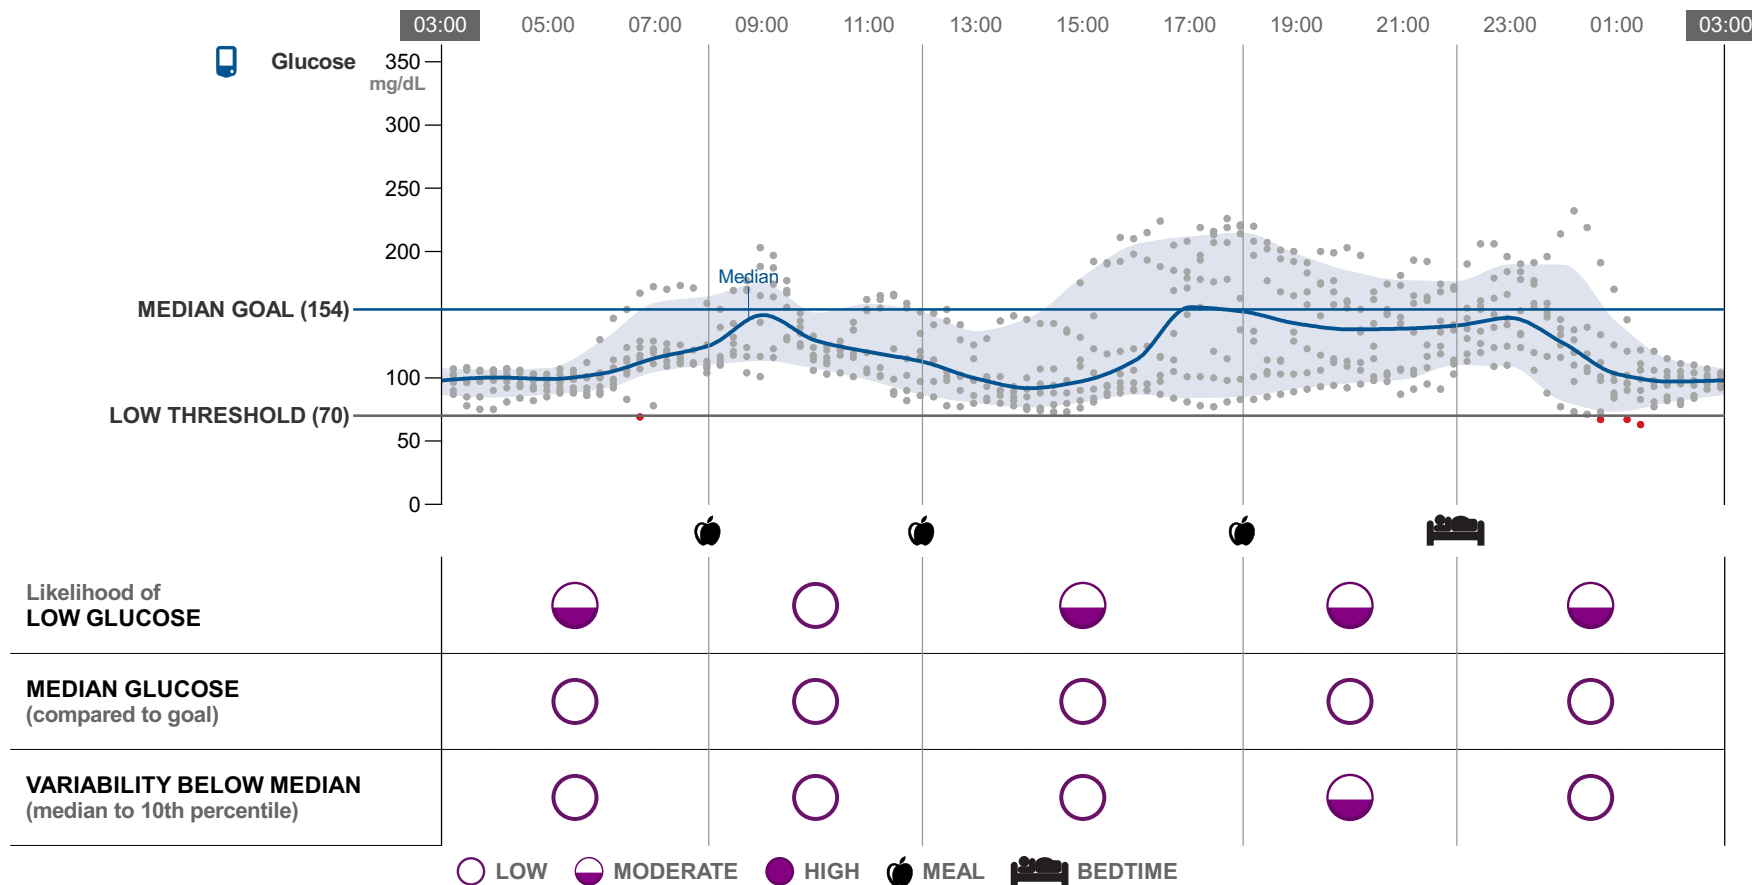 03:00 05:00 07:00 09:00 11:00 13:00 15:00 17:00 19:00 21:00 23:00 01:00 03:00
Glucose 350
mg/dL
300
250
200
Median
MEDIAN GOAL (154)
100
LOW THRESHOLD (70)
50
0
Likelihood of
LOW GLUCOSE
MEDIAN GLUCOSE
(compared to goal)
VARIABILITY BELOW MEDIAN
(median to 10th percentile)
LOW MODERATE HIGH MEAL BEDTIME